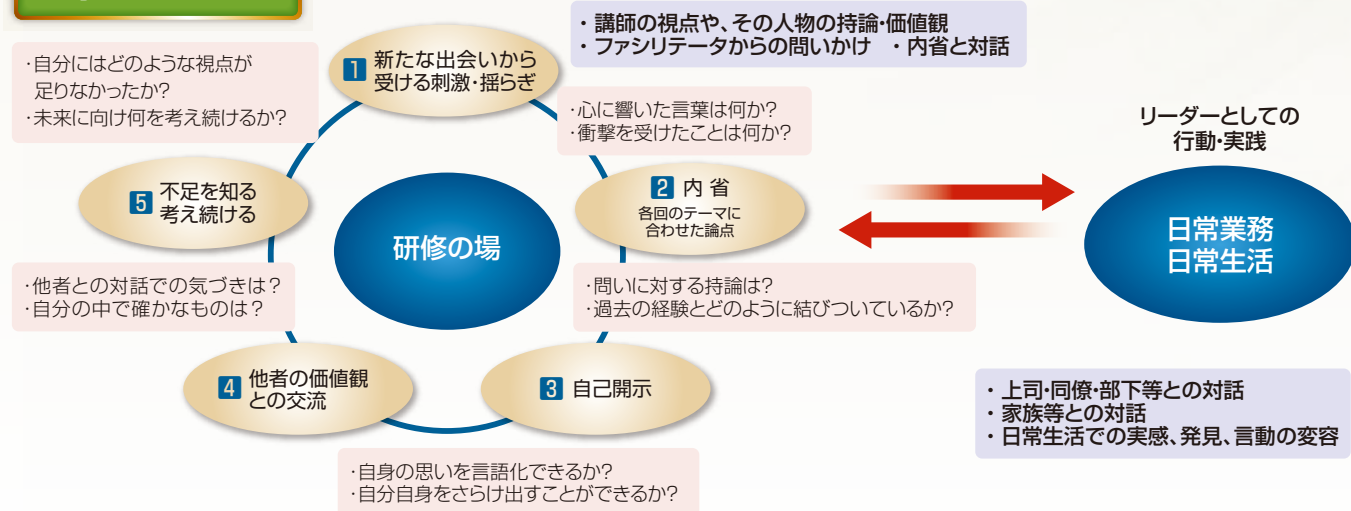 ・講師の視点や、その人物の持論・価値観
・ファシリテータからの問いかけ ・内省と対話
1 新たな出会いから
受ける刺激・揺らぎ
・自分にはどのような視点が
足りなかったか?
・未来に向け何を考え続けるか?
・心に響いた言葉は何か?
・衝撃を受けたことは何か?
リーダーとしての
行動・実践
5 不足を知る
考え続ける
研修の場
2 内 省
各回のテーマに
合わせた論点
日常業務
日常生活
・他者との対話での気づきは?
・自分の中で確かなものは?
・問いに対する持論は?
・過去の経験とどのように結びついているか?
4 他者の価値観
との交流
3 自己開示
・上司・同僚・部下等との対話
・家族等との対話
・日常生活での実感、発見、言動の変容
・自身の思いを言語化できるか?
・自分自身をさらけ出すことができるか?